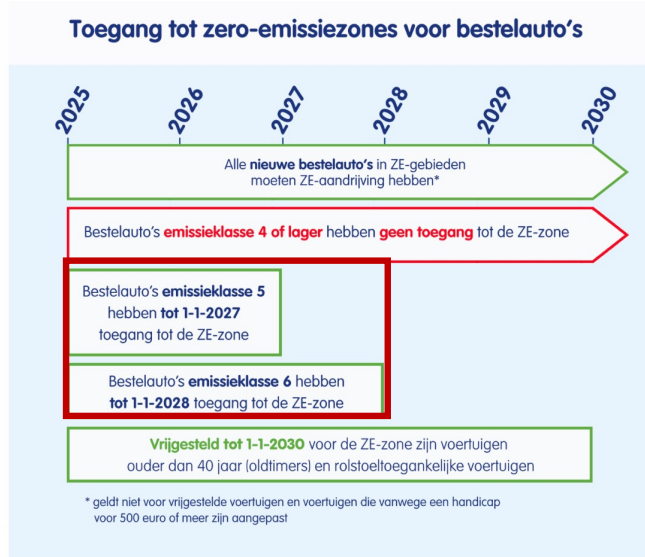 Toegang tot zero-emissiezones voor bestelauto's
2025
2026
2027
2028
2029
2030
Alle nieuwe bestelauto's in ZE-gebieden
moeten ZE-aandrijving hebben*
Bestelauto's emissieklasse 4 of lager hebben geen toegang tot de ZE-zone
Bestelauto's emissieklasse 5
hebben tot 1-1-2027
toegang tot de ZE-zone
Bestelauto's emissieklasse 6 hebben
tot 1-1-2028 toegang tot de ZE-zone
Vrijgesteld tot 1-1-2030 voor de ZE-zone zijn voertuigen
ouder dan 40 jaar (oldtimers) en rolstoeltoegankelijke voertuigen
* geldt niet voor vrijgestelde voertuigen en voertuigen die vanwege een handicap
voor 500 euro of meer zijn aangepast